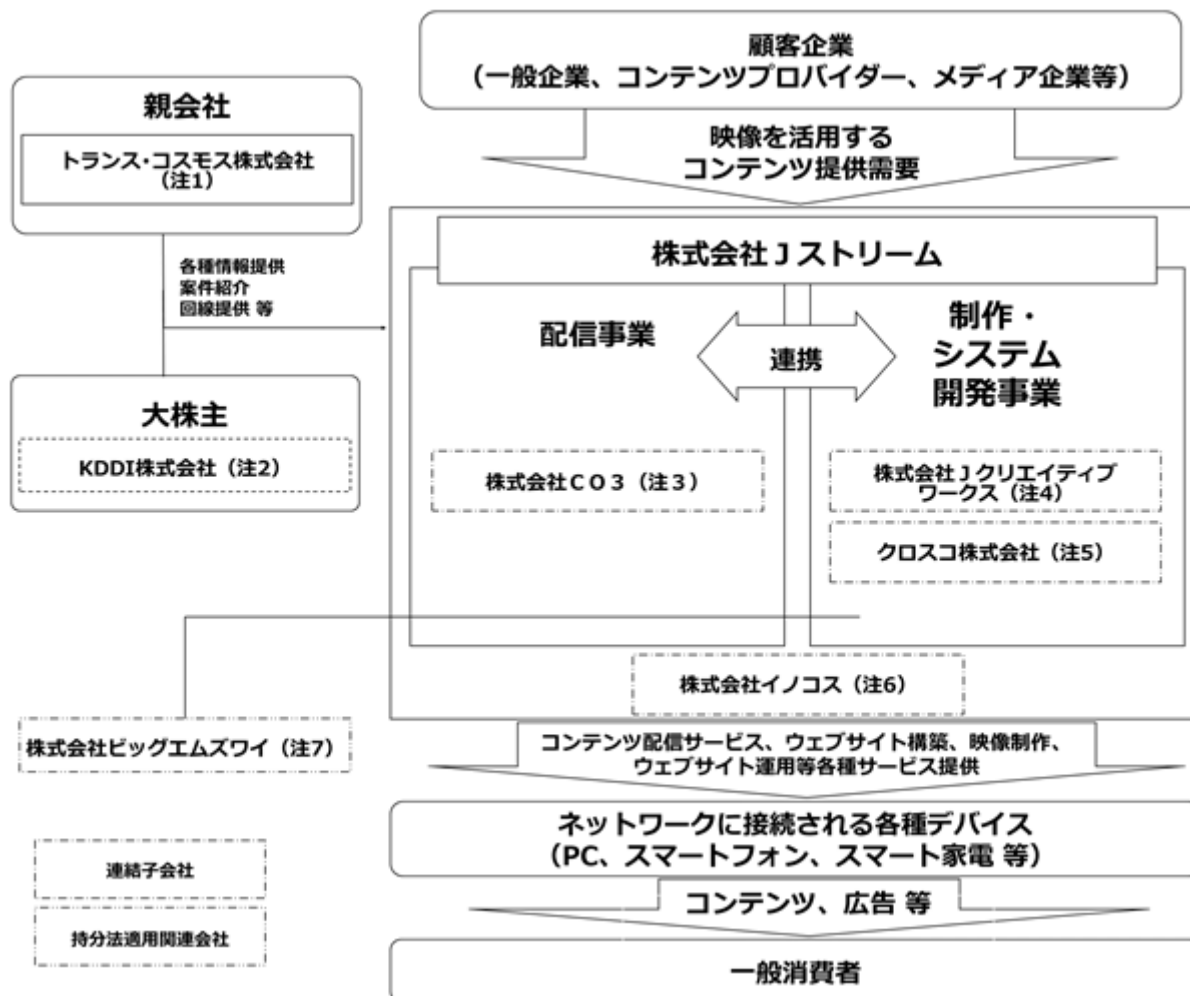 顧客企業
（一般企業、コンテンツプロバイダー、メディア企業等）
映像を活用する
コンテンツ提供需要
親会社
トランス・コスモス株式会社
（注1）
各種情報提供
案件紹介
回線提供 等
大株主
KDDI株式会社（注2）
株式会社Ｊストリーム
配信事業
連携
制作・
システム
開発事業
株式会社ＣＯ３（注３）
株式会社Ｊクリエイティブ
ワークス（注4）
クロスコ株式会社（注5）
株式会社イノコス（注6）
株式会社ビッグエムズワイ（注7）
コンテンツ配信サービス、ウェブサイト構築、映像制作、
ウェブサイト運用等各種サービス提供
ネットワークに接続される各種デバイス
（PC、スマートフォン、スマート家電 等）
コンテンツ、広告 等
一般消費者
連結子会社
持分法適用関連会社